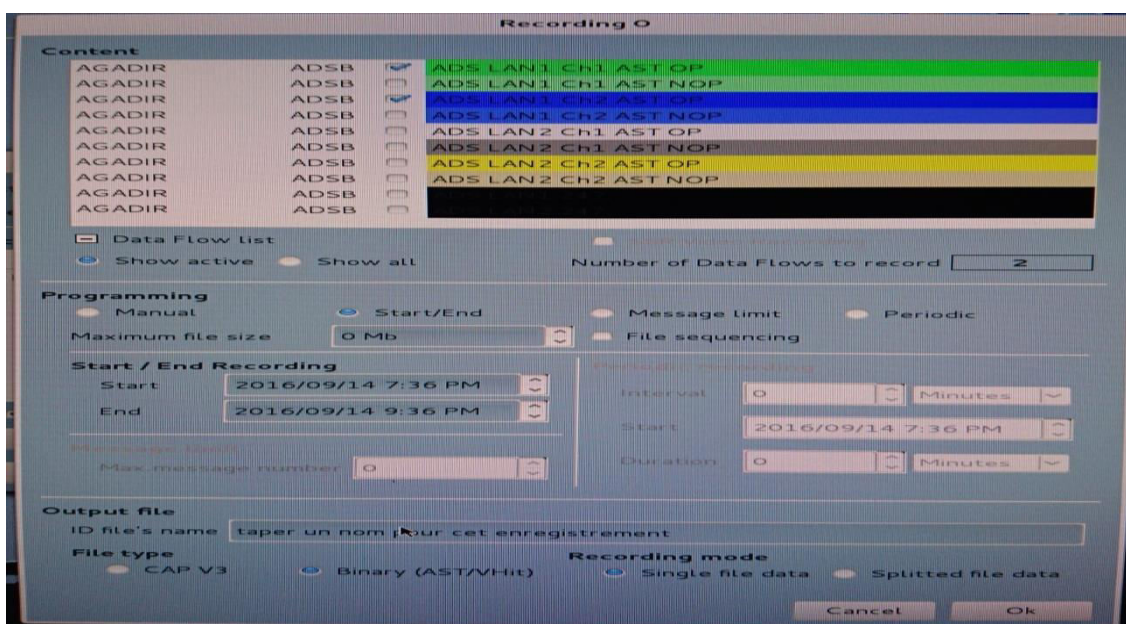 Recording 0
Content
AGADIR ADSB ADS LAN1 Ch1 AST OP
AGADIR ADSB ADS LAN1 Ch1 AST NOP
AGADIR ADSB ADS LAN1 Ch2 AST OP
AGADIR ADSB ADS LAN1 Ch2 AST NOP
AGADIR ADSB ADS LAN2 Ch1 AST OP
AGADIR ADSB ADS LAN2 Ch1 AST NOP
AGADIR ADSB ADS LAN2 Ch2 AST OP
AGADIR ADSB ADS LAN2 Ch2 AST NOP
AGADIR ADSB
AGADIR ADSB
Data Flow list
Show active Show all Number of Data Flows to record 2
Programming
Manual Start/End Message limit Periodic
Maximum file size 0 Mb File sequencing
Start / End Recording Periodic recording
Start 2016/09/14 7:36 PM Interval 0 Minutes
End 2016/09/14 9:36 PM Start 2016/09/14 7:36 PM
Message limit
Max message number 0 Duration 0 Minutes
Output file
ID file's name taper un nom pour cet enregistrement
File type Recording mode
CAP V3 Binary (AST/VHit) Single file data Splitted file data
Cancel Ok